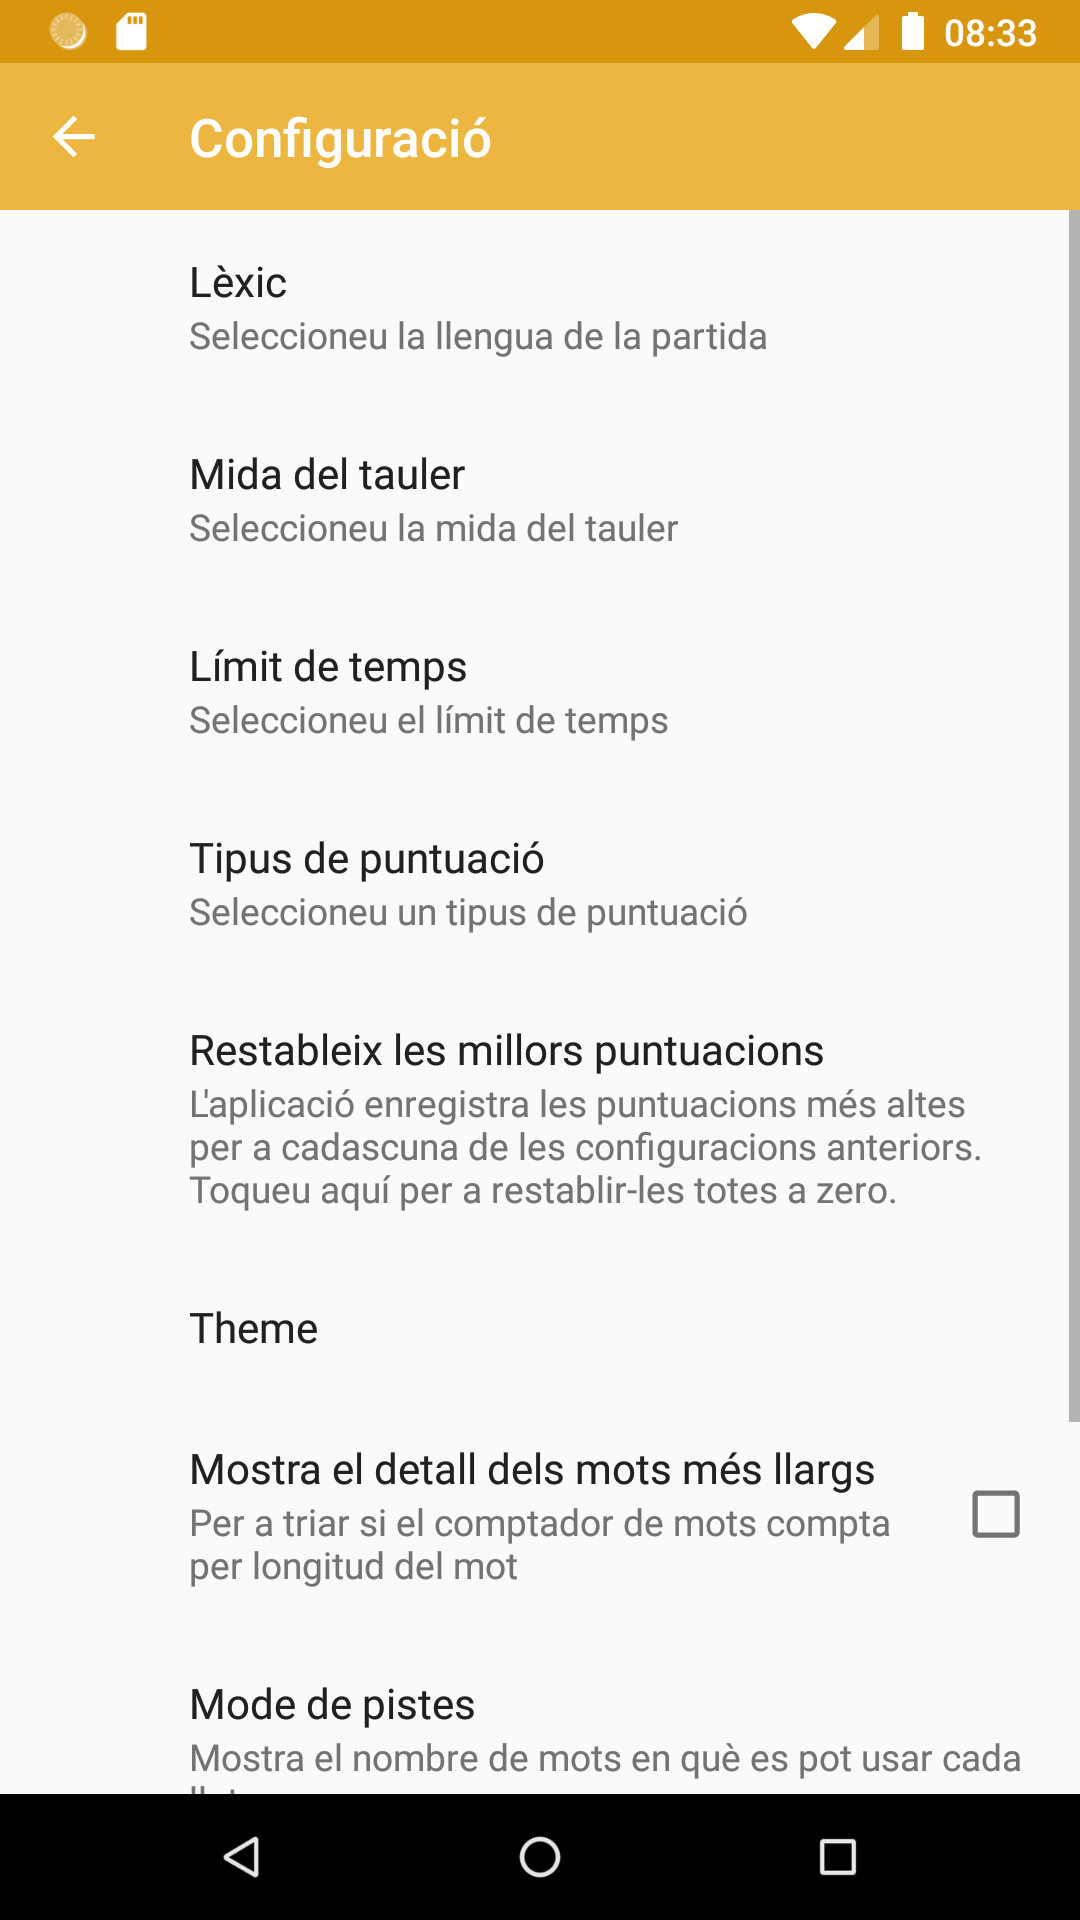 08:33
Configuració
Lèxic
Seleccioneu la llengua de la partida
Mida del tauler
Seleccioneu la mida del tauler
Límit de temps
Seleccioneu el límit de temps
Tipus de puntuació
Seleccioneu un tipus de puntuació
Restableix les millors puntuacions
L'aplicació enregistra les puntuacions més altes
per a cadascuna de les configuracions anteriors.
Toqueu aquí per a restablir-les totes a zero.
Theme
Mostra el detall dels mots més llargs
Per a triar si el comptador de mots compta
per longitud del mot
Mode de pistes
Mostra el nombre de mots en què es pot usar cada